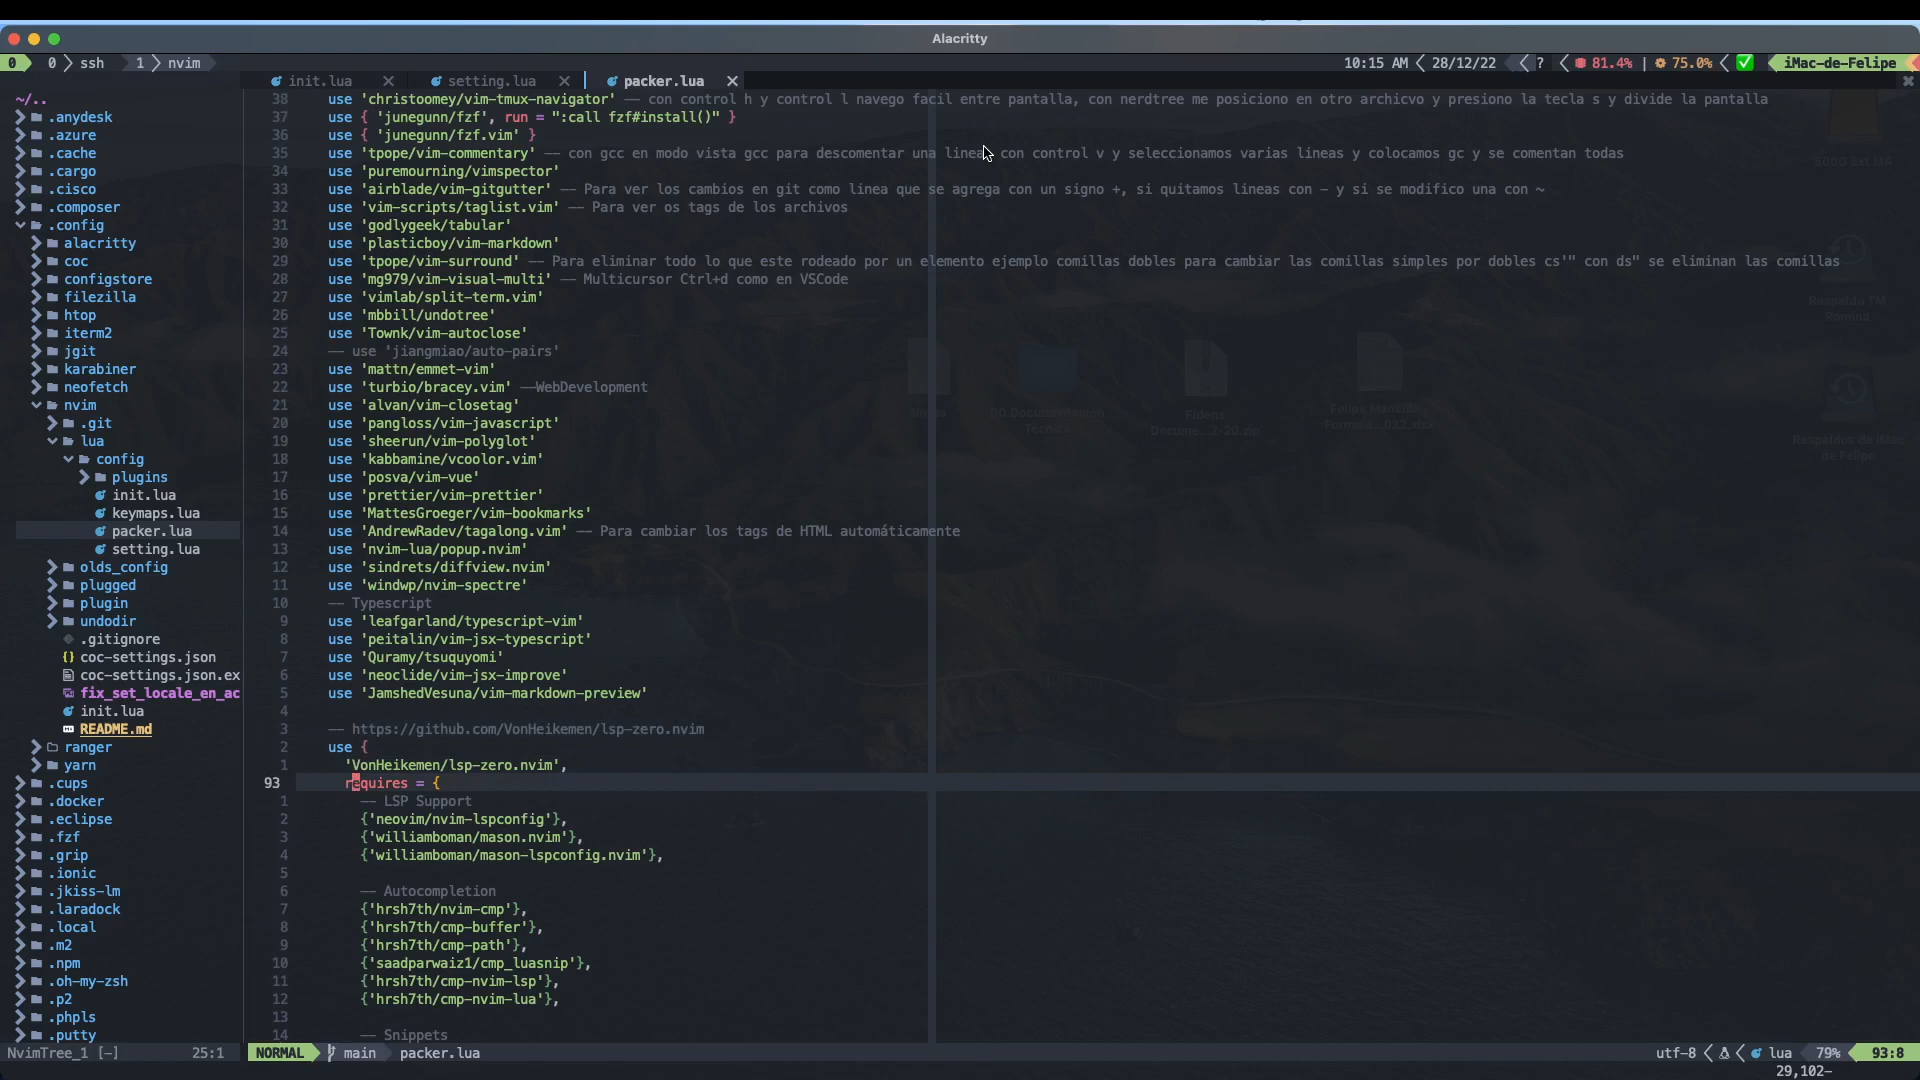 Alacritty
0 0 ssh 1 nvim 10:15 AM 28/12/22 ? 81.4% | 75.0% iMac-de-Felipe
init.lua setting.lua packer.lua
~/..
.anydesk
.azure
.cache
.cargo
.cisco
.composer
.config
alacritty
coc
configstore
filezilla
htop
iterm2
jgit
karabiner
neofetch
nvim
.git
lua
config
plugins
init.lua
keymaps.lua
packer.lua
setting.lua
olds_config
plugged
plugin
undodir
.gitignore
coc-settings.json
coc-settings.json.ex
fix_set_locale_en_ac
init.lua
README.md
ranger
yarn
.cups
.docker
.eclipse
.fzf
.grip
.ionic
.jkiss-lm
.laradock
.local
.m2
.npm
.oh-my-zsh
.p2
.phpls
.putty
38 use 'christoomey/vim-tmux-navigator' -- con control h y control l navego facil entre pantalla, con nerdtree me posiciono en otro archicvo y presiono la tecla s y divide la pantalla
37 use { 'junegunn/fzf', run = ":call fzf#install()" }
36 use { 'junegunn/fzf.vim' }
35 use 'tpope/vim-commentary' -- con gcc en modo vista gcc para descomentar una linea con control v y seleccionamos varias lineas y colocamos gc y se comentan todas
34 use 'puremourning/vimspector'
33 use 'airblade/vim-gitgutter' -- Para ver los cambios en git como linea que se agrega con un signo +, si quitamos lineas con - y si se modifico una con ~
32 use 'vim-scripts/taglist.vim' -- Para ver os tags de los archivos
31 use 'godlygeek/tabular'
30 use 'plasticboy/vim-markdown'
29 use 'tpope/vim-surround' -- Para eliminar todo lo que este rodeado por un elemento ejemplo comillas dobles para cambiar las comillas simples por dobles cs'" con ds" se eliminan las comillas
28 use 'mg979/vim-visual-multi' -- Multicursor Ctrl+d como en VSCode
27 use 'vimlab/split-term.vim'
26 use 'mbbill/undotree'
25 use 'Townk/vim-autoclose'
24 -- use 'jiangmiao/auto-pairs'
23 use 'mattn/emmet-vim'
22 use 'turbio/bracey.vim' --WebDevelopment
21 use 'alvan/vim-closetag'
20 use 'pangloss/vim-javascript'
19 use 'sheerun/vim-polyglot'
18 use 'kabbamine/vcoolor.vim'
17 use 'posva/vim-vue'
16 use 'prettier/vim-prettier'
15 use 'MattesGroeger/vim-bookmarks'
14 use 'AndrewRadev/tagalong.vim' -- Para cambiar los tags de HTML automáticamente
13 use 'nvim-lua/popup.nvim'
12 use 'sindrets/diffview.nvim'
11 use 'windwp/nvim-spectre'
10 -- Typescript
9 use 'leafgarland/typescript-vim'
8 use 'peitalin/vim-jsx-typescript'
7 use 'Quramy/tsuquyomi'
6 use 'neoclide/vim-jsx-improve'
5 use 'JamshedVesuna/vim-markdown-preview'
4
3 -- https://github.com/VonHeikemen/lsp-zero.nvim
2 use {
1 'VonHeikemen/lsp-zero.nvim',
93 requires = {
1 -- LSP Support
2 {'neovim/nvim-lspconfig'},
3 {'williamboman/mason.nvim'},
4 {'williamboman/mason-lspconfig.nvim'},
5
6 -- Autocompletion
7 {'hrsh7th/nvim-cmp'},
8 {'hrsh7th/cmp-buffer'},
9 {'hrsh7th/cmp-path'},
10 {'saadparwaiz1/cmp_luasnip'},
11 {'hrsh7th/cmp-nvim-lsp'},
12 {'hrsh7th/cmp-nvim-lua'},
13
14 -- Snippets
NvimTree_1 [-] 25:1 NORMAL main packer.lua utf-8 lua 79% 93:8
29,102-